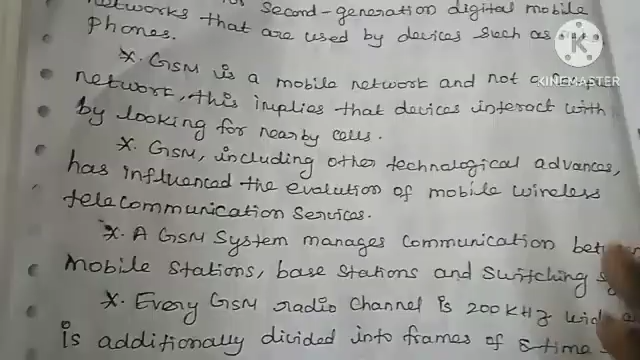 networks that are used by devices such as
phones.
Second-generation digital mobile
*. GSM is a mobile network and not a
network, this implies that devices interact with
by looking for nearby cells.
*. GSM, including other technological advances,
has influenced the evolution of mobile wireless
telecommunication services.
*. A GSM System manages communication
mobile stations, base stations and switching
*. Every GSM radio channel is 200 KHz wide
is additionally divided into frames of 8 time-
KINEMASTER